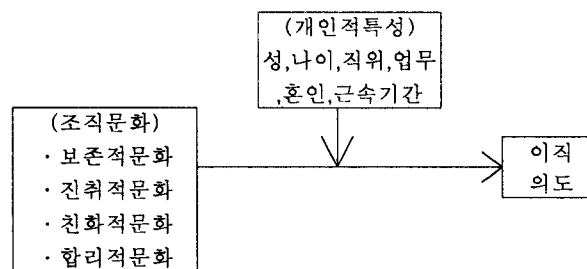 (개인적특성)
성,나이,직위,업무
,혼인,근속기간
(조직문화)
· 보존적문화
· 진취적문화
· 친화적문화
· 합리적문화
이직
의도